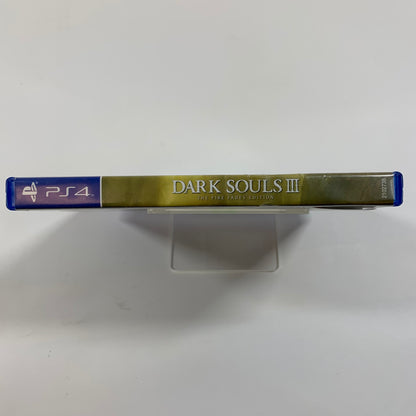 PS4
DARK SOULS III
THE FIRE FADES EDITION